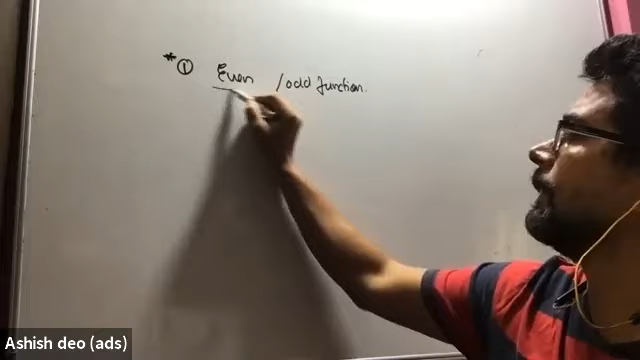 * ① Even / odd function.
Ashish deo (ads)